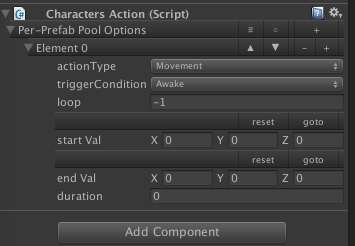 Characters Action (Script)
Per-Prefab Pool Options
Element 0
actionType Movement
triggerCondition Awake
loop -1
reset goto
start Val X 0 Y 0 Z 0
reset goto
end Val X 0 Y 0 Z 0
duration 0
Add Component